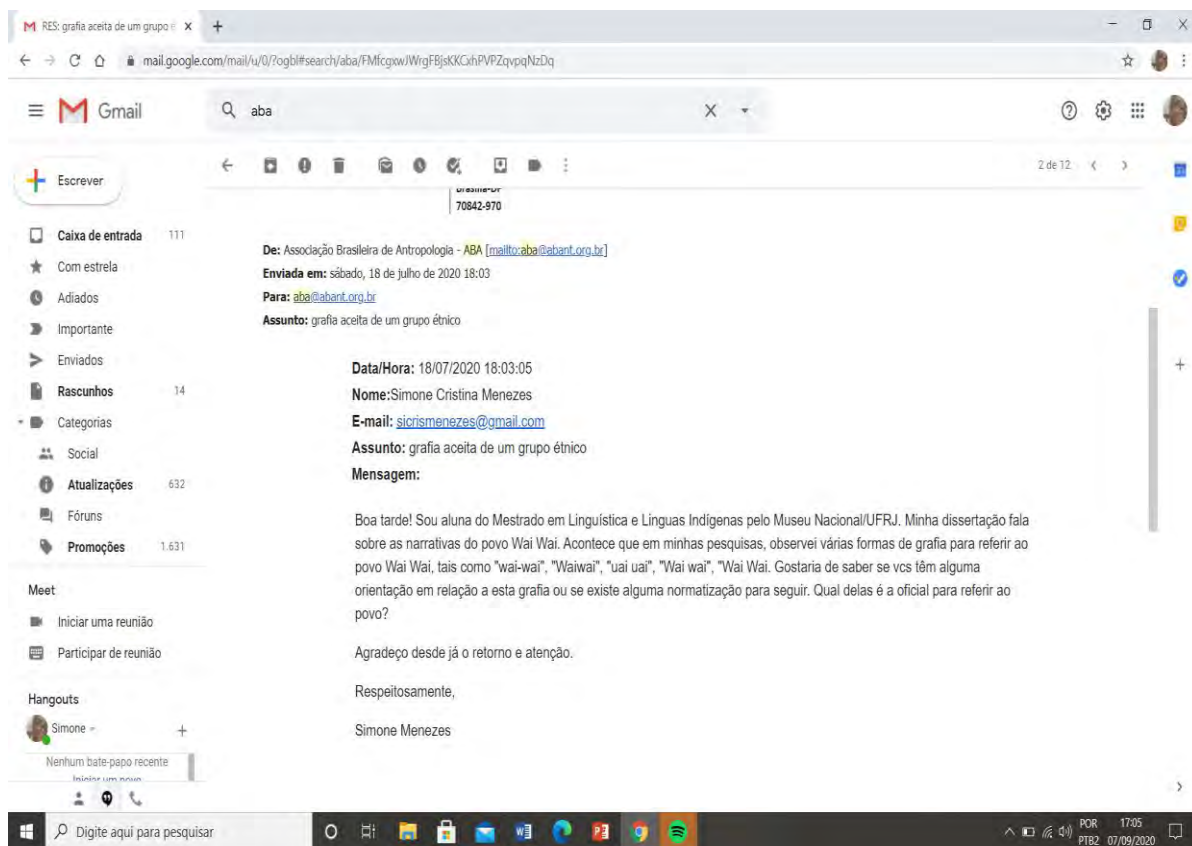 RES: grafia aceita de um grupo é
mail.google.com/mail/u/0/?ogbl#search/aba/FMfcgxwJWrgFBjsKKCxhPVPZqvpqNzDq
Gmail
aba
Escrever
2 de 12
Brasília-DF
70842-970
Caixa de entrada 111
Com estrela
Adiados
Importante
Enviados
Rascunhos 14
Categorias
Social
Atualizações 632
Fóruns
Promoções 1.631
Meet
Iniciar uma reunião
Participar de reunião
Hangouts
Simone
Nenhum bate-papo recente
Iniciar um novo
De: Associação Brasileira de Antropologia - ABA [mailto:aba@abant.org.br]
Enviada em: sábado, 18 de julho de 2020 18:03
Para: aba@abant.org.br
Assunto: grafia aceita de um grupo étnico
Data/Hora: 18/07/2020 18:03:05
Nome:Simone Cristina Menezes
E-mail: sicrismenezes@gmail.com
Assunto: grafia aceita de um grupo étnico
Mensagem:
Boa tarde! Sou aluna do Mestrado em Linguística e Linguas Indígenas pelo Museu Nacional/UFRJ. Minha dissertação fala
sobre as narrativas do povo Wai Wai. Acontece que em minhas pesquisas, observei várias formas de grafia para referir ao
povo Wai Wai, tais como "wai-wai", "Waiwai", "uai uai", "Wai wai", "Wai Wai. Gostaria de saber se vcs têm alguma
orientação em relação a esta grafia ou se existe alguma normatização para seguir. Qual delas é a oficial para referir ao
povo?
Agradeço desde já o retorno e atenção.
Respeitosamente,
Simone Menezes
Digite aqui para pesquisar
POR 17:05
PTB2 07/09/2020